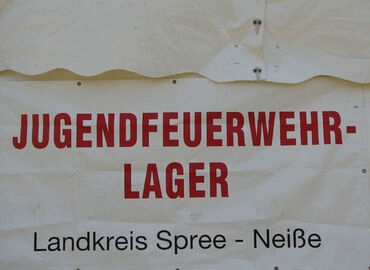 JUGENDFEUERWEHR-
LAGER
Landkreis Spree - Neiße